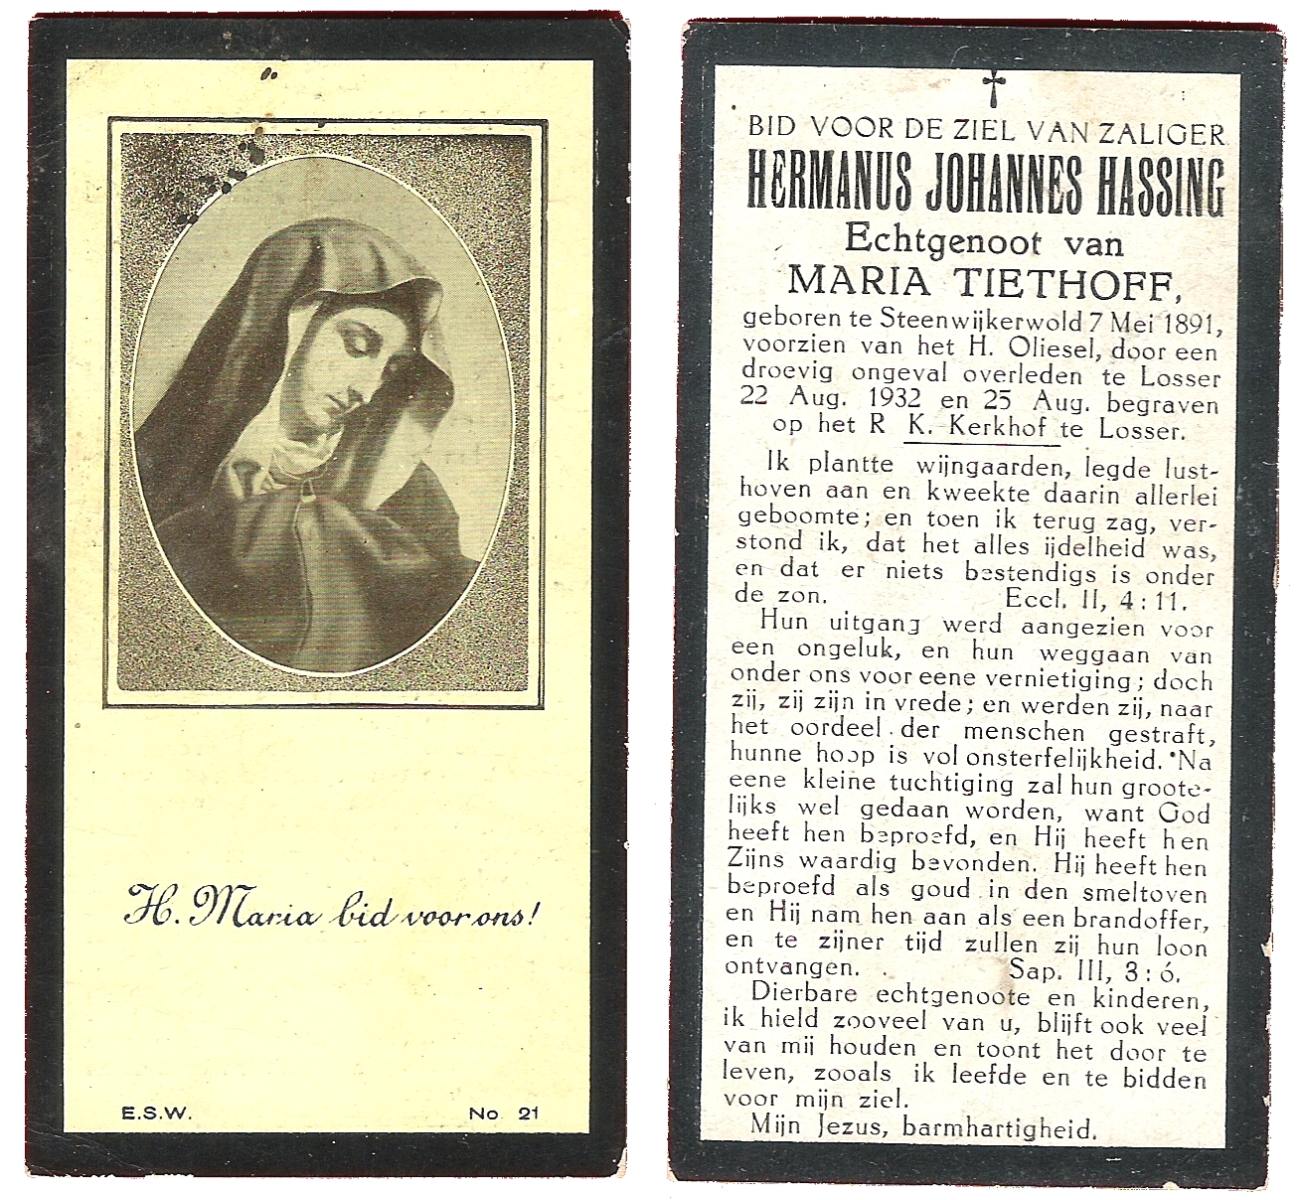 H. Maria bid voor ons!
E.S.W. No 21
BID VOOR DE ZIEL VAN ZALIGER
HERMANUS JOHANNES HASSING
Echtgenoot van
MARIA TIETHOFF,
geboren te Steenwijkerwold 7 Mei 1891,
voorzien van het H. Oliesel, door een
droevig ongeval overleden te Losser
22 Aug. 1932 en 25 Aug. begraven
op het R K. Kerkhof te Losser.
Ik plantte wijngaarden, legde lust-
hoven aan en kweekte daarin allerlei
geboomte; en toen ik terug zag, ver-
stond ik, dat het alles ijdelheid was,
en dat er niets bestendigs is onder
de zon. Eccl. II, 4:11.
Hun uitgang werd aangezien voor
een ongeluk, en hun weggaan van
onder ons voor eene vernietiging; doch
zij, zij zijn in vrede; en werden zij, naar
het oordeel der menschen gestraft,
hunne hoop is vol onsterfelijkheid. Na
eene kleine tuchtiging zal hun groote-
lijks wel gedaan worden, want God
heeft hen beproefd, en Hij heeft hen
Zijns waardig bevonden. Hij heeft hen
beproefd als goud in den smeltoven
en Hij nam hen aan als een brandoffer,
en te zijner tijd zullen zij hun loon
ontvangen. Sap. III, 3:6.
Dierbare echtgenoote en kinderen,
ik hield zooveel van u, blijft ook veel
van mij houden en toont het door te
leven, zooals ik leefde en te bidden
voor mijn ziel.
Mijn Jezus, barmhartigheid.